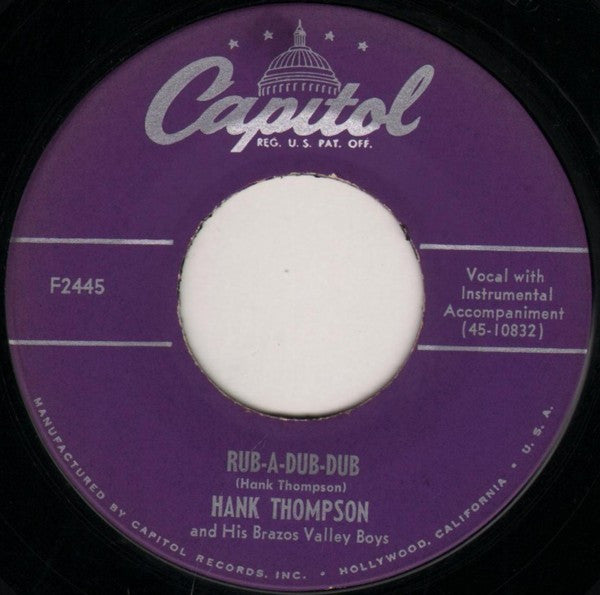 Capitol
REG. U. S. PAT. OFF.
F2445
Vocal with
Instrumental
Accompaniment
(45-10832)
RUB-A-DUB-DUB
(Hank Thompson)
HANK THOMPSON
and His Brazos Valley Boys
MANUFACTURED BY CAPITOL RECORDS, INC. • HOLLYWOOD, CALIFORNIA • U. S. A.